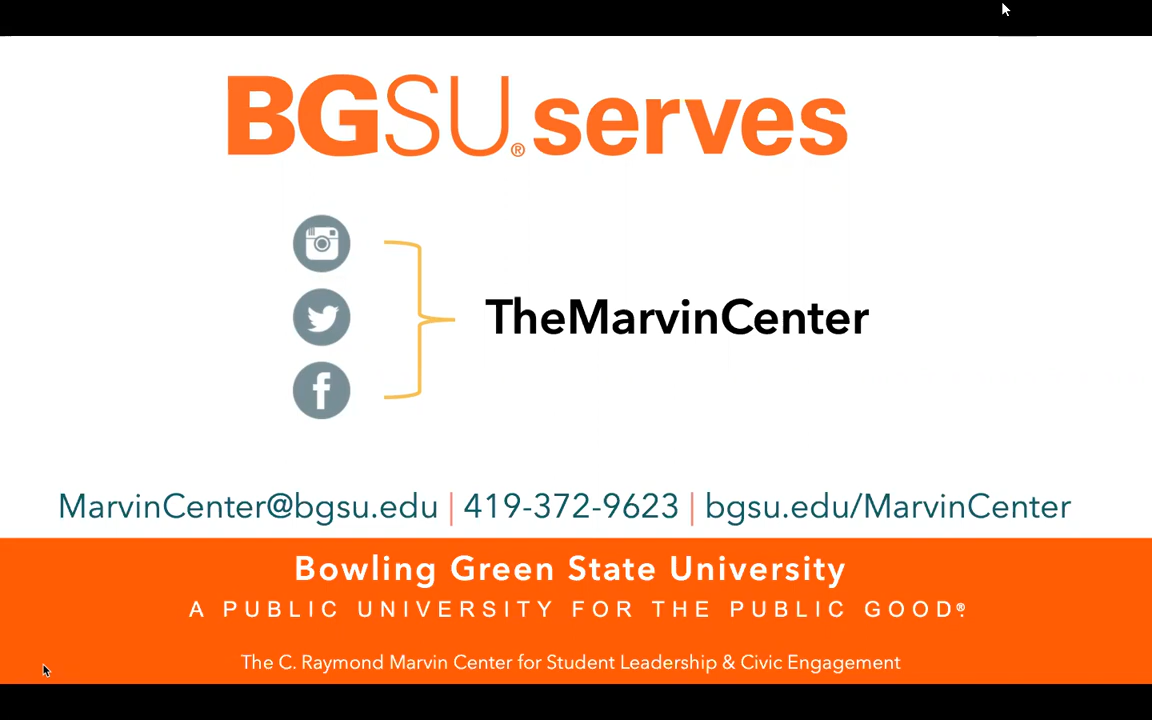 BGSU® serves
TheMarvinCenter
MarvinCenter@bgsu.edu | 419-372-9623 | bgsu.edu/MarvinCenter
Bowling Green State University
A PUBLIC UNIVERSITY FOR THE PUBLIC GOOD®
The C. Raymond Marvin Center for Student Leadership & Civic Engagement